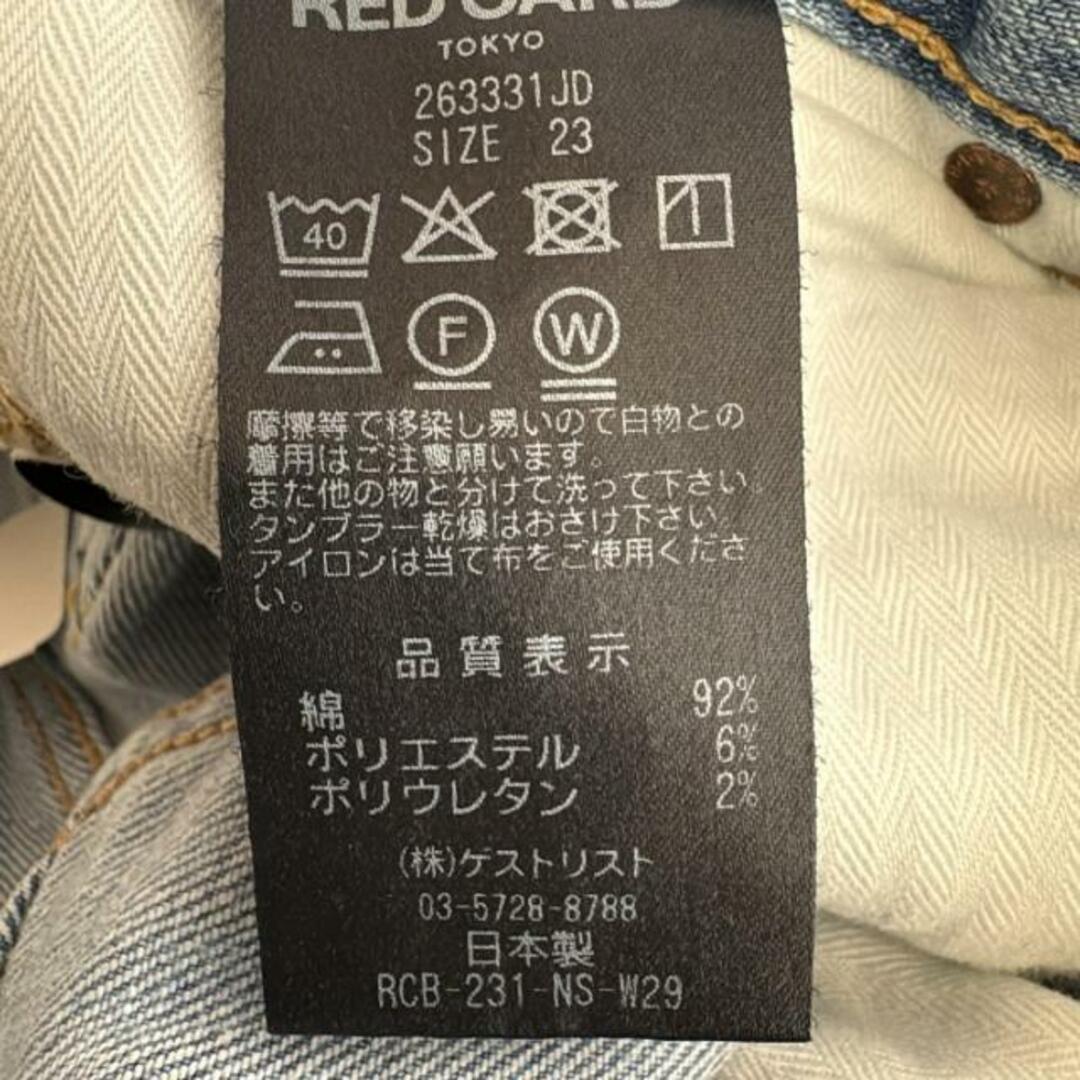 RED CARD
TOKYO
263331JD
SIZE 23
40
F W
摩擦等で移染し易いので白物との
着用はご注意願います。
また他の物と分けて洗って下さい。
タンブラー乾燥はおさけ下さい。
アイロンは当て布をご使用くださ
い。
品質表示
綿 92%
ポリエステル 6%
ポリウレタン 2%
(株)ゲストリスト
03-5728-8788
日本製
RCB-231-NS-W29